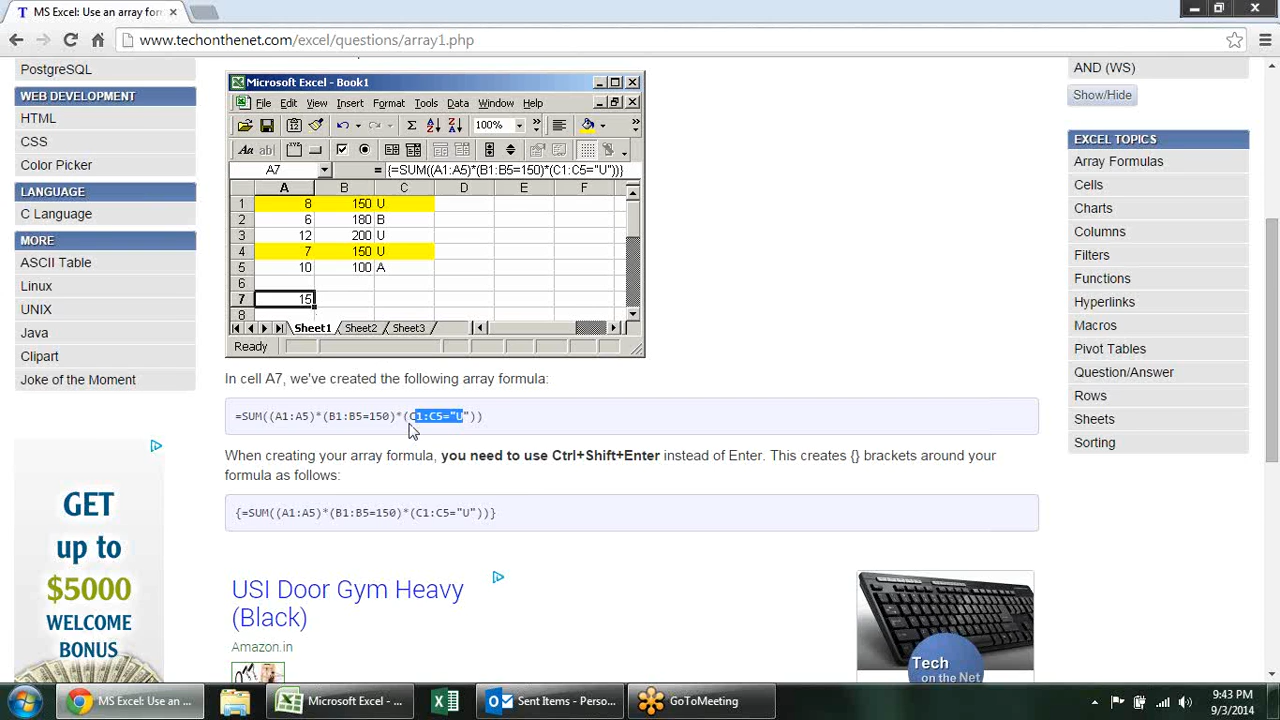 T MS Excel: Use an array for
www.techonthenet.com/excel/questions/array1.php
PostgreSQL
WEB DEVELOPMENT
HTML
CSS
Color Picker
LANGUAGE
C Language
MORE
ASCII Table
Linux
UNIX
Java
Clipart
Joke of the Moment
GET
up to
$5000
WELCOME
BONUS
Microsoft Excel - Book1
File Edit View Insert Format Tools Data Window Help
100%
A7 = {=SUM((A1:A5)*(B1:B5=150)*(C1:C5="U"))}
A B C D E F
1 8 150 U
2 6 180 B
3 12 200 U
4 7 150 U
5 10 100 A
6
7 15
8
Sheet1 Sheet2 Sheet3
Ready
In cell A7, we've created the following array formula:
=SUM((A1:A5)*(B1:B5=150)*(C1:C5="U"))
When creating your array formula, you need to use Ctrl+Shift+Enter instead of Enter. This creates {} brackets around your
formula as follows:
{=SUM((A1:A5)*(B1:B5=150)*(C1:C5="U"))}
USI Door Gym Heavy
(Black)
Amazon.in
Tech
on the Net
AND (WS)
Show/Hide
EXCEL TOPICS
Array Formulas
Cells
Charts
Columns
Filters
Functions
Hyperlinks
Macros
Pivot Tables
Question/Answer
Rows
Sheets
Sorting
MS Excel: Use an ...
Microsoft Excel - ...
Sent Items - Perso...
GoToMeeting
9:43 PM
9/3/2014